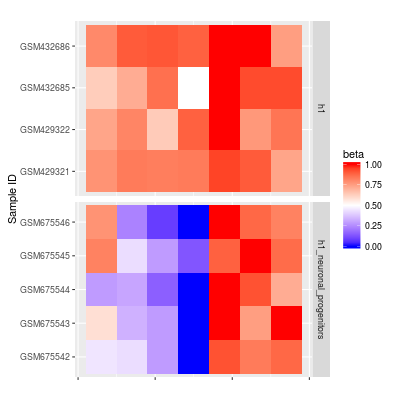 Sample ID
GSM432686
GSM432685
GSM429322
GSM429321
h1
GSM675546
GSM675545
GSM675544
GSM675543
GSM675542
h1_neuronal_progenitors
beta
1.00
0.75
0.50
0.25
0.00